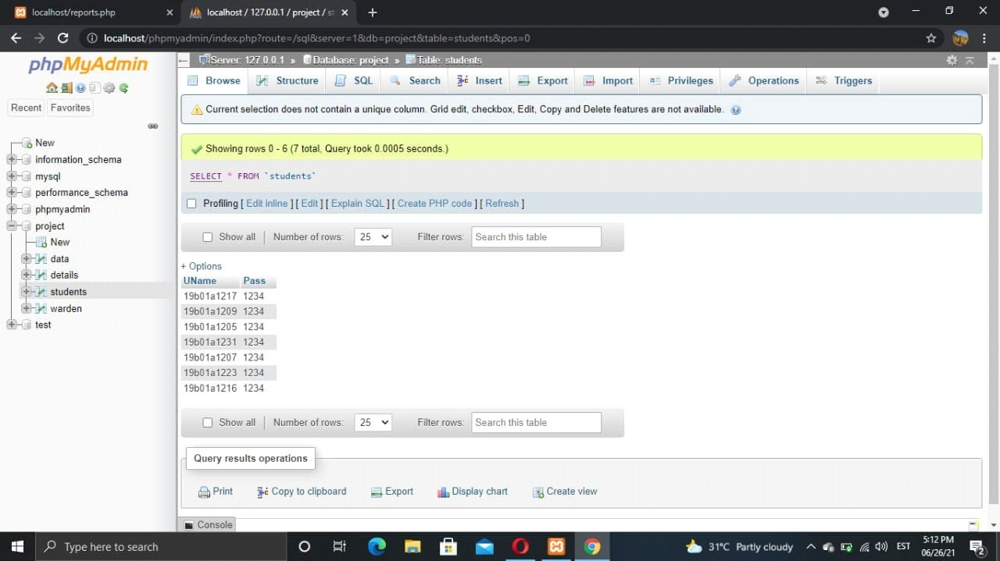 localhost/reports.php
localhost / 127.0.0.1 / project / st
localhost/phpmyadmin/index.php?route=/sql&server=1&db=project&table=students&pos=0
phpMyAdmin
Recent Favorites
New
information_schema
mysql
performance_schema
phpmyadmin
project
New
data
details
students
warden
test
Server: 127.0.0.1 » Database: project » Table: students
Browse Structure SQL Search Insert Export Import Privileges Operations Triggers
Current selection does not contain a unique column. Grid edit, checkbox, Edit, Copy and Delete features are not available.
Showing rows 0 - 6 (7 total, Query took 0.0005 seconds.)
SELECT * FROM `students`
Profiling [ Edit inline ] [ Edit ] [ Explain SQL ] [ Create PHP code ] [ Refresh ]
Show all | Number of rows: 25 Filter rows: Search this table
+ Options
UName Pass
19b01a1217 1234
19b01a1209 1234
19b01a1205 1234
19b01a1231 1234
19b01a1207 1234
19b01a1223 1234
19b01a1216 1234
Show all | Number of rows: 25 Filter rows: Search this table
Query results operations
Print Copy to clipboard Export Display chart Create view
Console
Type here to search
31°C Partly cloudy
EST
5:12 PM
06/26/21
2